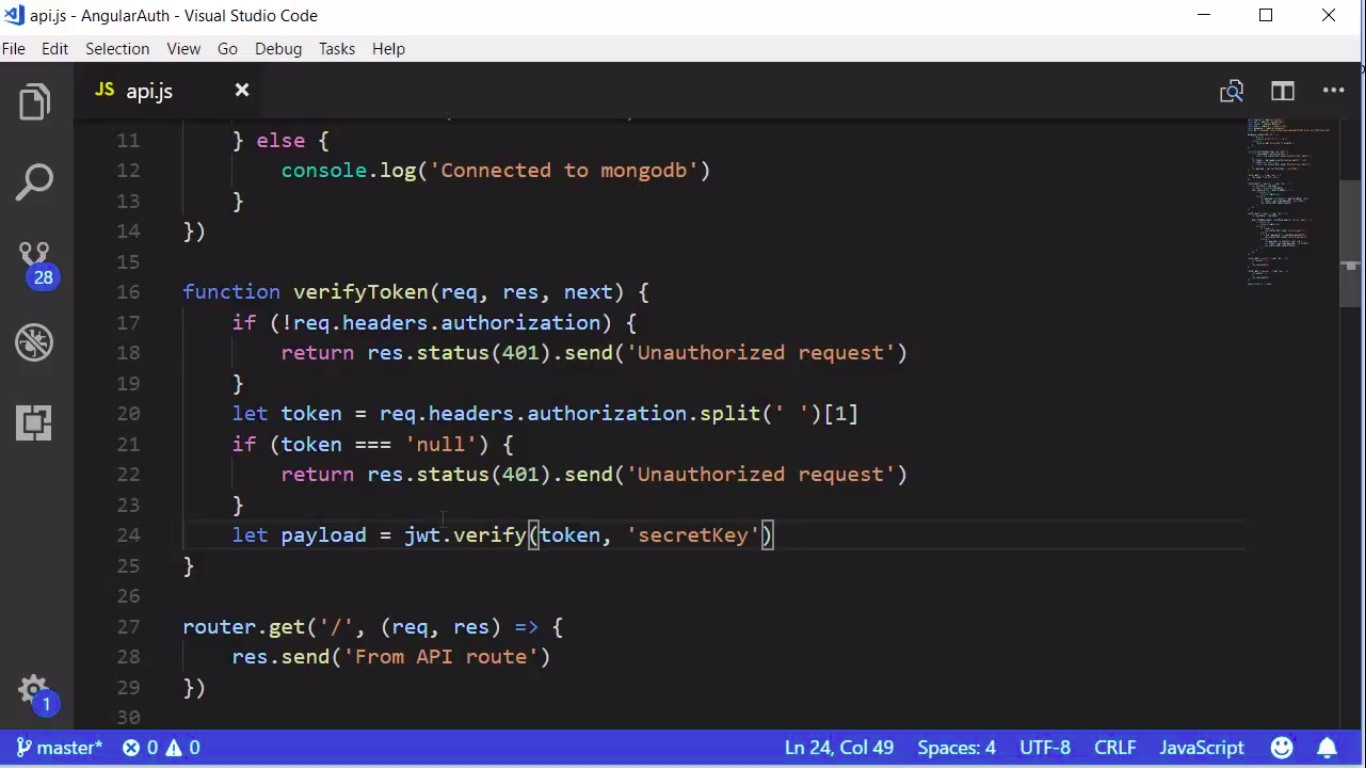 api.js - AngularAuth - Visual Studio Code
File Edit Selection View Go Debug Tasks Help
JS api.js
11 } else {
12 console.log('Connected to mongodb')
13 }
14 })
15
16 function verifyToken(req, res, next) {
17 if (!req.headers.authorization) {
18 return res.status(401).send('Unauthorized request')
19 }
20 let token = req.headers.authorization.split(' ')[1]
21 if (token === 'null') {
22 return res.status(401).send('Unauthorized request')
23 }
24 let payload = jwt.verify(token, 'secretKey')
25 }
26
27 router.get('/', (req, res) => {
28 res.send('From API route')
29 })
30
28
1
master* 0 0 Ln 24, Col 49 Spaces: 4 UTF-8 CRLF JavaScript